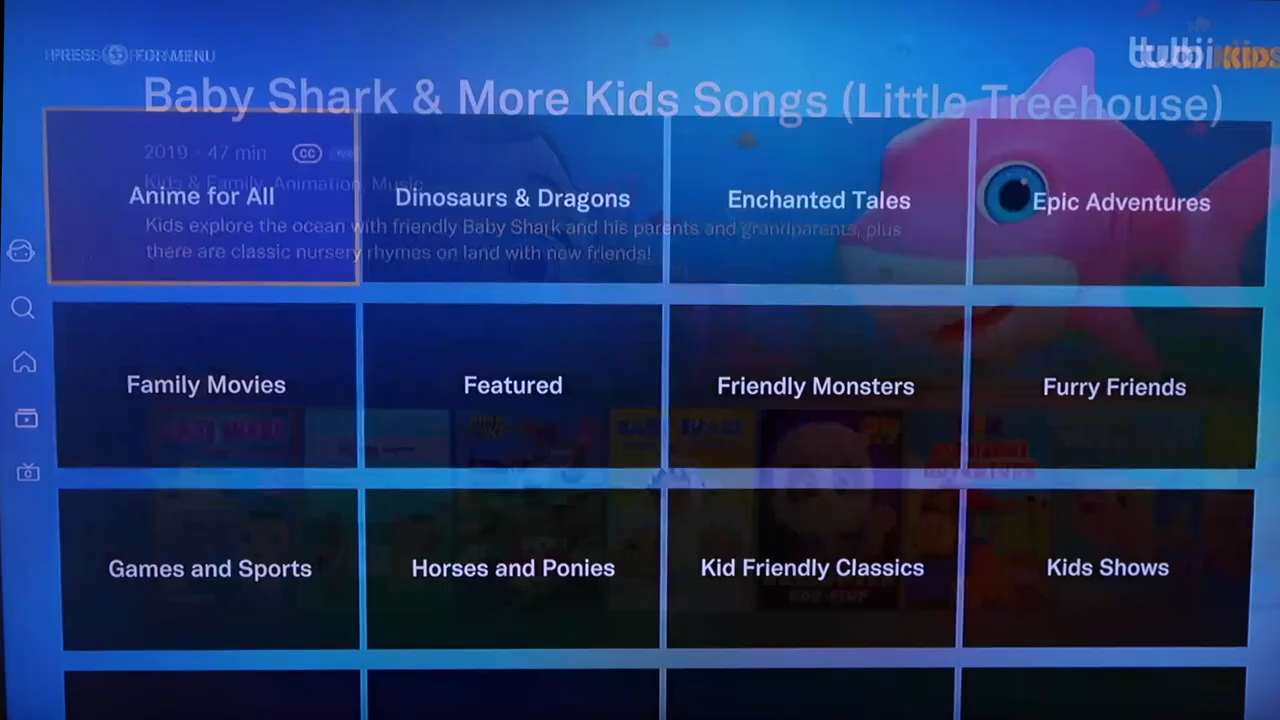 PRESS FOR MENU
tubi kids
Baby Shark & More Kids Songs (Little Treehouse)
2019 · 47 min CC
Kids & Family, Animation, Music
Anime for All
Dinosaurs & Dragons
Enchanted Tales
Epic Adventures
Kids explore the ocean with friendly Baby Shark and his parents and grandparents, plus
there are classic nursery rhymes on land with new friends!
Family Movies
Featured
Friendly Monsters
Furry Friends
Games and Sports
Horses and Ponies
Kid Friendly Classics
Kids Shows